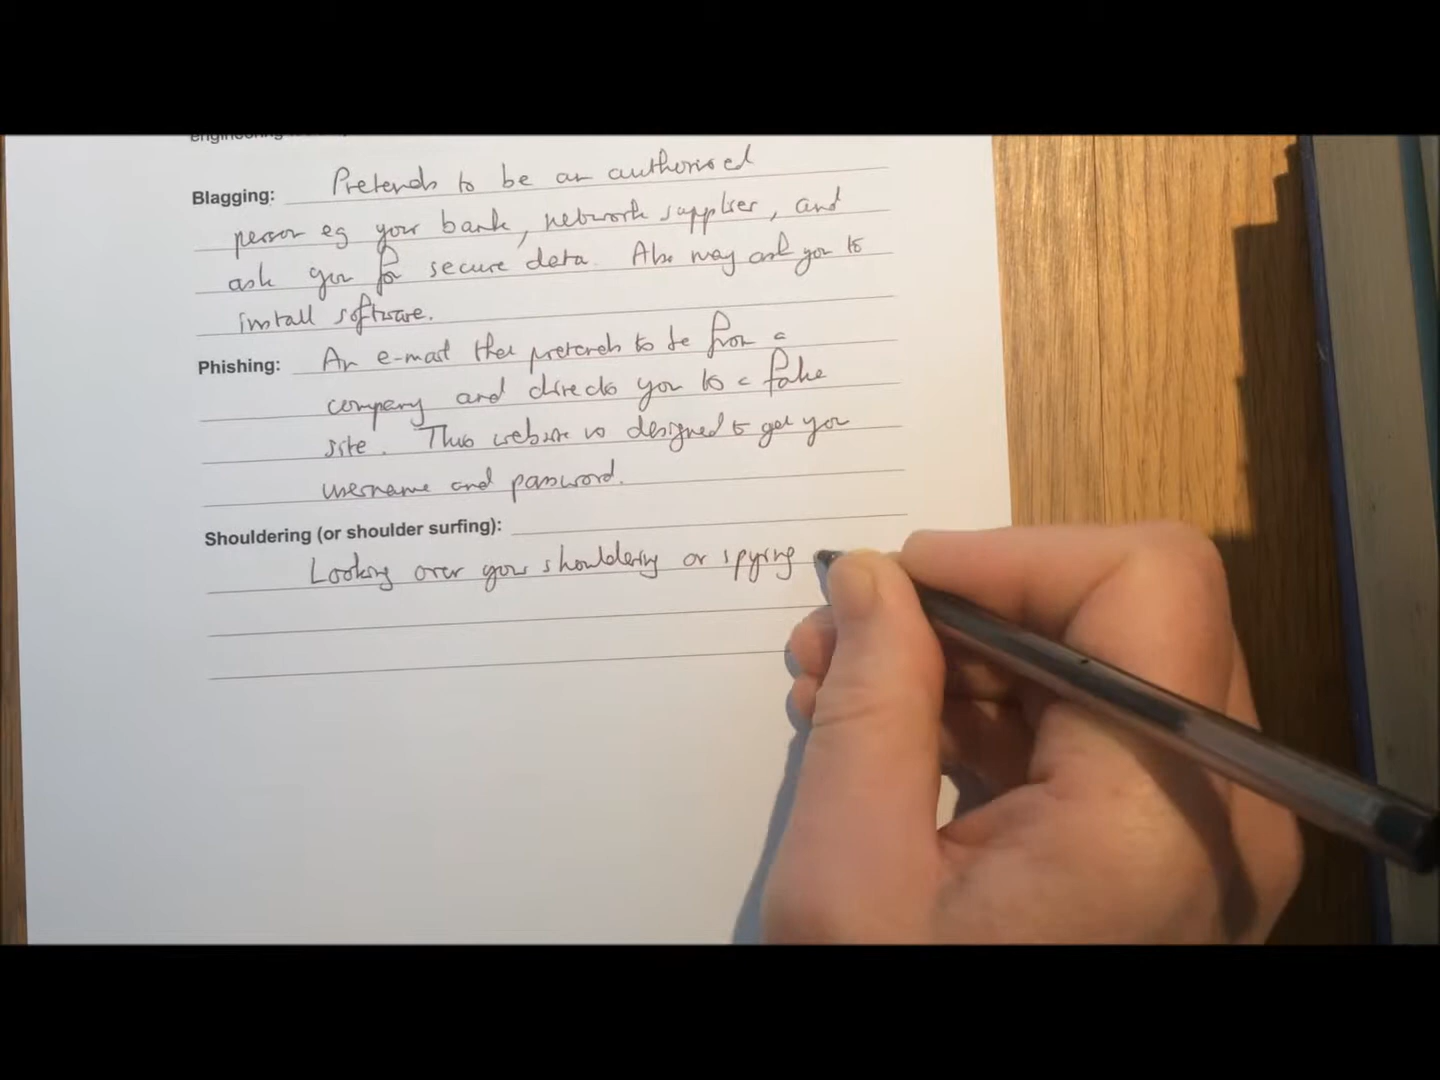 engineering
Blagging: Pretends to be an authorised
person eg your bank, network supplier, and
ask you for secure data. Also may ask you to
install software.
Phishing: An e-mail that pretends to be from a
company and directs you to a fake
site. This website is designed to get you
username and password.
Shouldering (or shoulder surfing):
Looking over your shouldering or spying